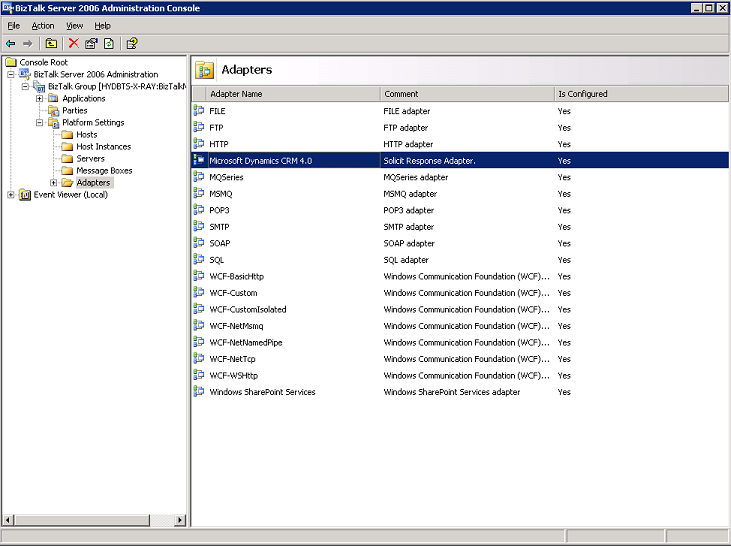 BizTalk Server 2006 Administration Console
File Action View Help
Console Root
BizTalk Server 2006 Administration
BizTalk Group [HYDBTS-X-RAY:BizTalkM
Applications
Parties
Platform Settings
Hosts
Host Instances
Servers
Message Boxes
Adapters
Event Viewer (Local)
Adapters
Adapter Name Comment Is Configured
FILE FILE adapter Yes
FTP FTP adapter Yes
HTTP HTTP adapter Yes
Microsoft Dynamics CRM 4.0 Solicit Response Adapter. Yes
MQSeries MQSeries adapter Yes
MSMQ MSMQ adapter Yes
POP3 POP3 adapter Yes
SMTP SMTP adapter Yes
SOAP SOAP adapter Yes
SQL SQL adapter Yes
WCF-BasicHttp Windows Communication Foundation (WCF)... Yes
WCF-Custom Windows Communication Foundation (WCF)... Yes
WCF-CustomIsolated Windows Communication Foundation (WCF)... Yes
WCF-NetMsmq Windows Communication Foundation (WCF)... Yes
WCF-NetNamedPipe Windows Communication Foundation (WCF)... Yes
WCF-NetTcp Windows Communication Foundation (WCF)... Yes
WCF-WSHttp Windows Communication Foundation (WCF)... Yes
Windows SharePoint Services Windows SharePoint Services adapter Yes